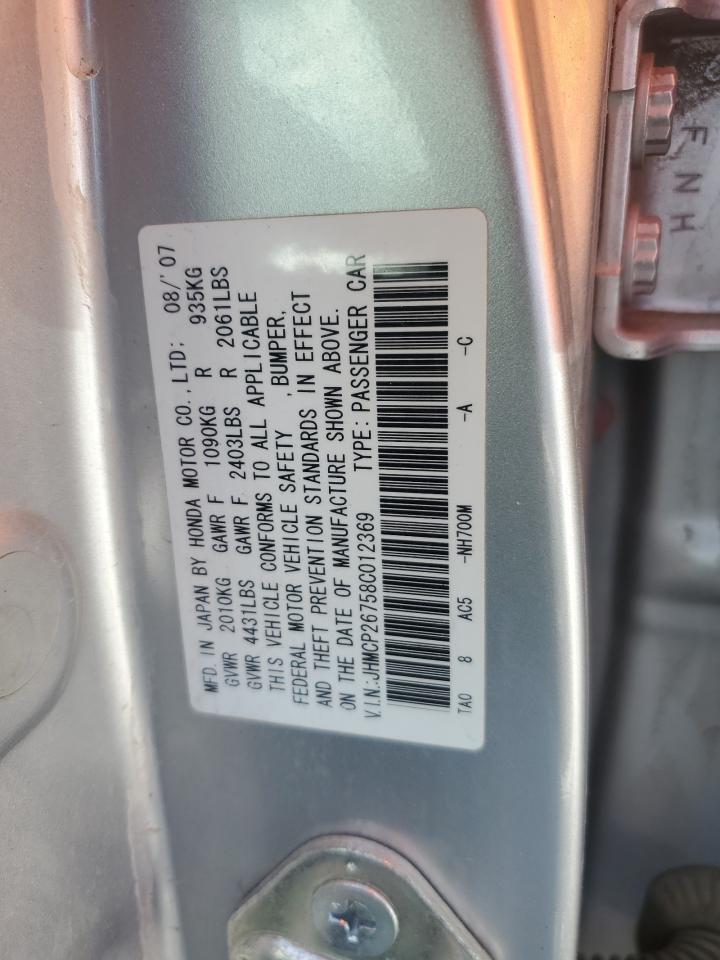 MFD. IN JAPAN BY HONDA MOTOR CO., LTD; 08/'07
GVWR 2010KG GAWR F 1090KG R 935KG
GVWR 4431LBS GAWR F 2403LBS R 2061LBS
THIS VEHICLE CONFORMS TO ALL APPLICABLE
FEDERAL MOTOR VEHICLE SAFETY , BUMPER,
AND THEFT PREVENTION STANDARDS IN EFFECT
ON THE DATE OF MANUFACTURE SHOWN ABOVE.
V.I.N.:JHMCP26758C012369 TYPE: PASSENGER CAR
TA0 8 AC5 -NH700M -A -C
F N H